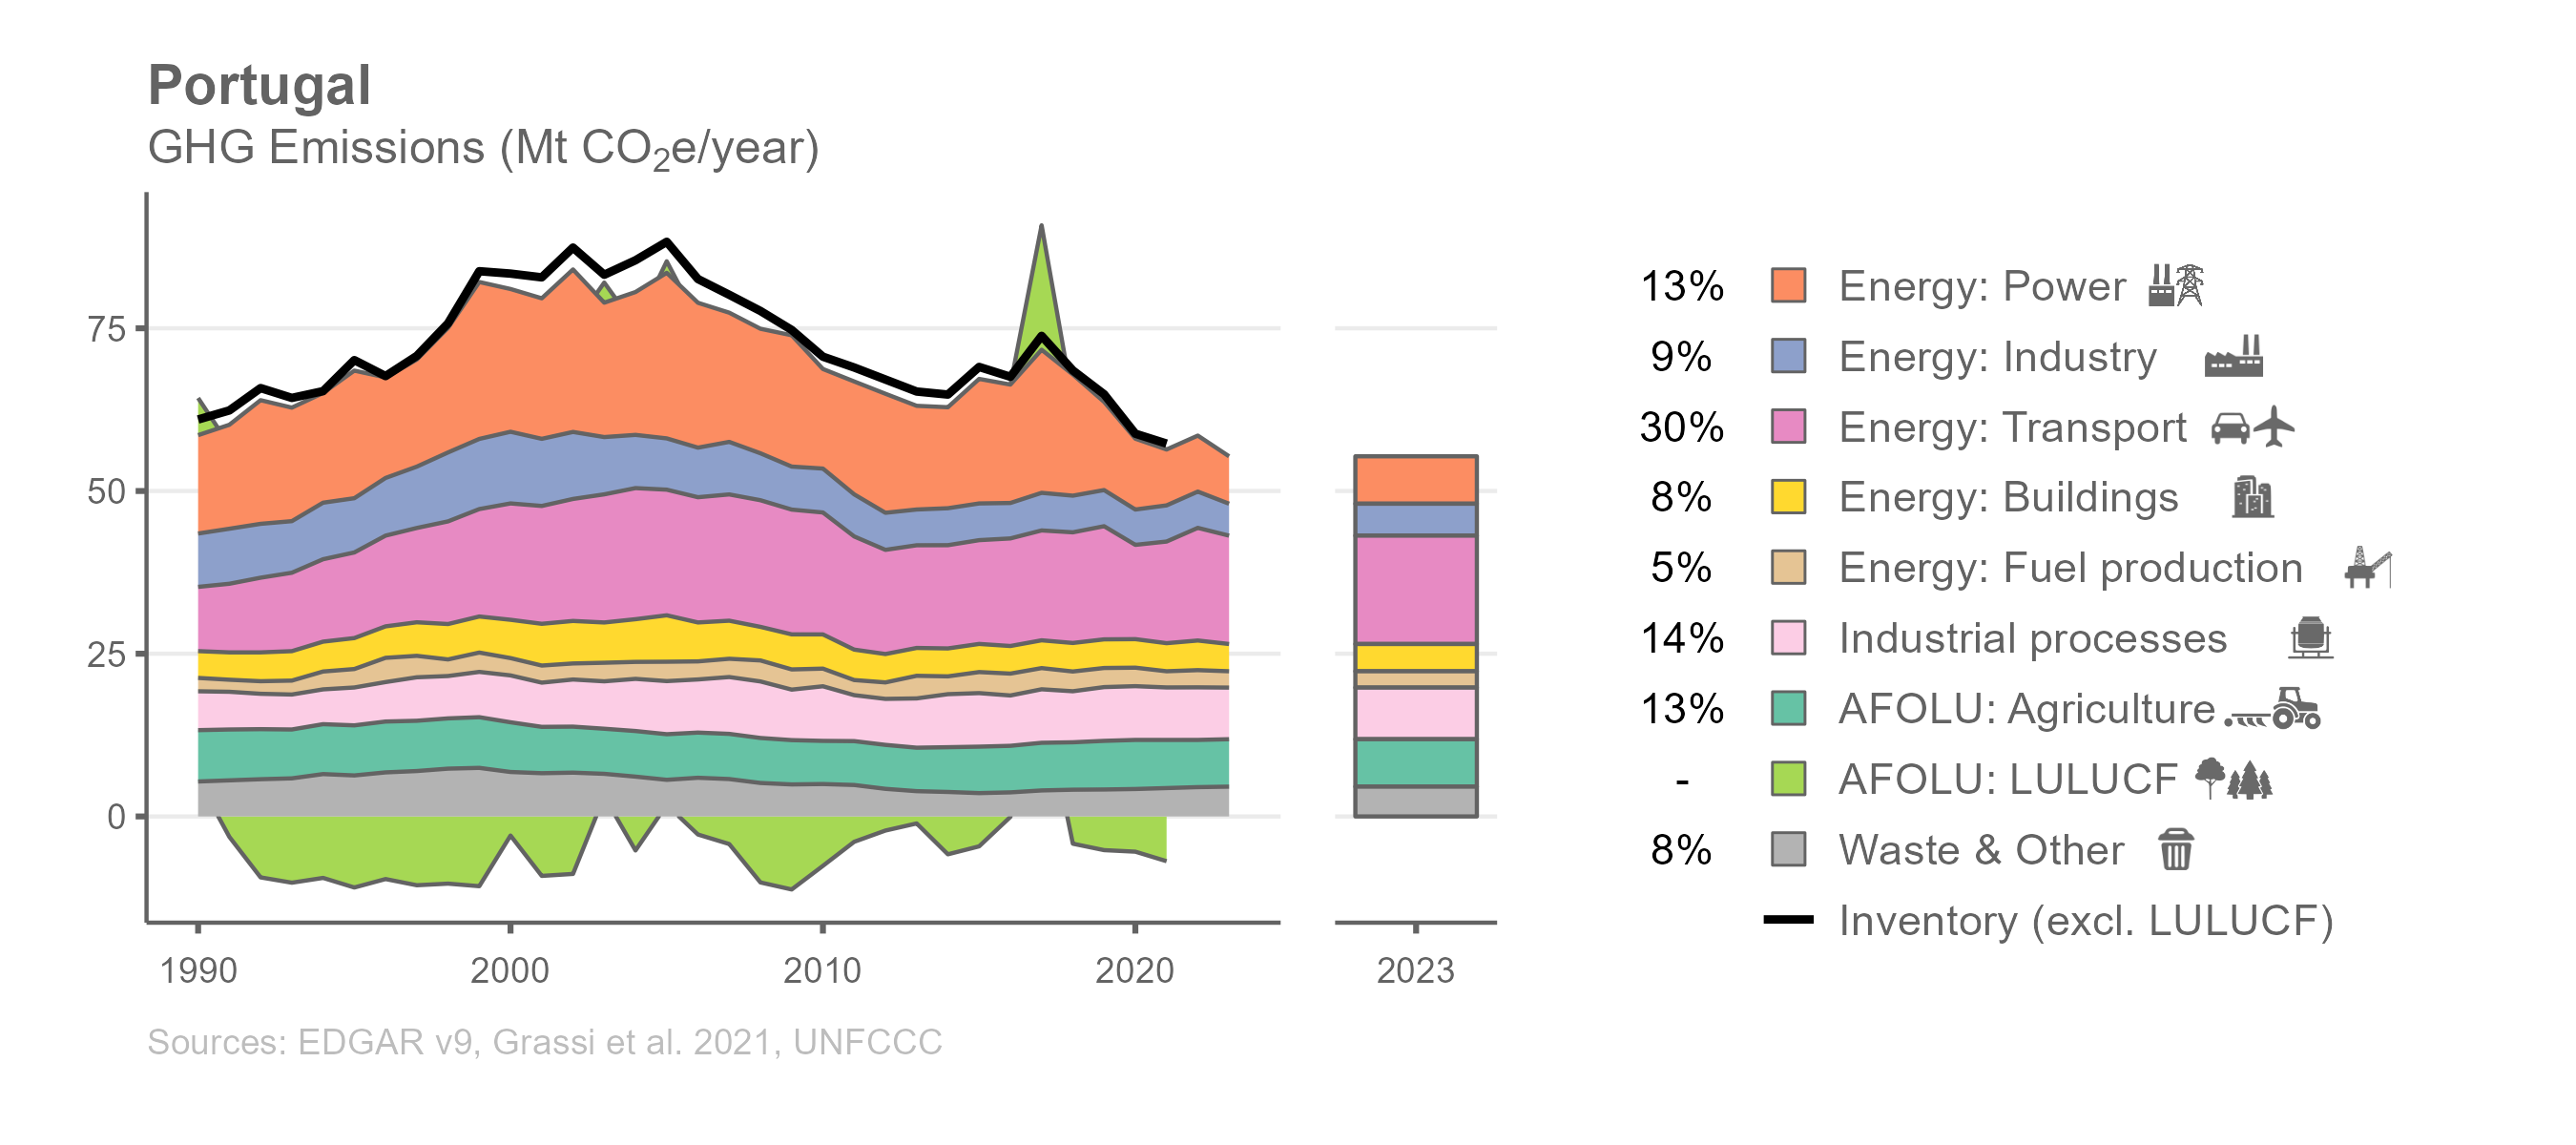 Portugal
GHG Emissions (Mt CO₂e/year)
75
50
25
0
1990
2000
2010
2020
2023
13% Energy: Power
9% Energy: Industry
30% Energy: Transport
8% Energy: Buildings
5% Energy: Fuel production
14% Industrial processes
13% AFOLU: Agriculture
- AFOLU: LULUCF
8% Waste & Other
Inventory (excl. LULUCF)
Sources: EDGAR v9, Grassi et al. 2021, UNFCCC